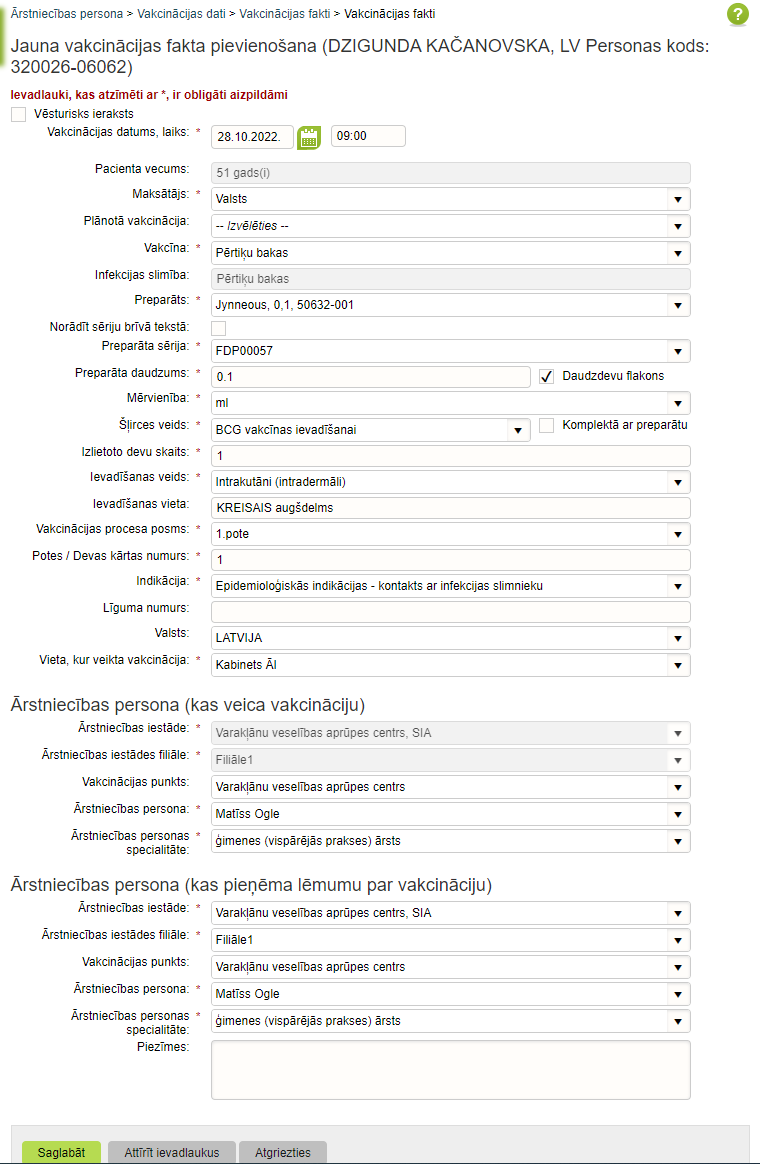 Ārstniecības persona > Vakcinācijas dati > Vakcinācijas fakti > Vakcinācijas fakti
?
Jauna vakcinācijas fakta pievienošana (DZIGUNDA KAČANOVSKA, LV Personas kods:
320026-06062)
Ievadlauki, kas atzīmēti ar *, ir obligāti aizpildāmi
Vēsturisks ieraksts
Vakcinācijas datums, laiks: * 28.10.2022. 09:00
Pacienta vecums: 51 gads(i)
Maksātājs: * Valsts
Plānotā vakcinācija: -- Izvēlēties --
Vakcīna: * Pērtiķu bakas
Infekcijas slimība: Pērtiķu bakas
Preparāts: * Jynneous, 0,1, 50632-001
Norādīt sēriju brīvā tekstā:
Preparāta sērija: * FDP00057
Preparāta daudzums: * 0.1 Daudzdevu flakons
Mērvienība: * ml
Šļirces veids: * BCG vakcīnas ievadīšanai Komplektā ar preparātu
Izlietoto devu skaits: * 1
Ievadīšanas veids: * Intrakutāni (intradermāli)
Ievadīšanas vieta: KREISAIS augšdelms
Vakcinācijas procesa posms: * 1.pote
Potes / Devas kārtas numurs: * 1
Indikācija: * Epidemioloģiskās indikācijas - kontakts ar infekcijas slimnieku
Līguma numurs:
Valsts: LATVIJA
Vieta, kur veikta vakcinācija: * Kabinets ĀI
Ārstniecības persona (kas veica vakcināciju)
Ārstniecības iestāde: * Varakļānu veselības aprūpes centrs, SIA
Ārstniecības iestādes filiāle: * Filiāle1
Vakcinācijas punkts: Varakļānu veselības aprūpes centrs
Ārstniecības persona: * Matīss Ogle
Ārstniecības personas * ģimenes (vispārējās prakses) ārsts
specialitāte:
Ārstniecības persona (kas pieņēma lēmumu par vakcināciju)
Ārstniecības iestāde: * Varakļānu veselības aprūpes centrs, SIA
Ārstniecības iestādes filiāle: * Filiāle1
Vakcinācijas punkts: Varakļānu veselības aprūpes centrs
Ārstniecības persona: * Matīss Ogle
Ārstniecības personas * ģimenes (vispārējās prakses) ārsts
specialitāte:
Piezīmes:
Saglabāt Attīrīt ievadlaukus Atgriezties